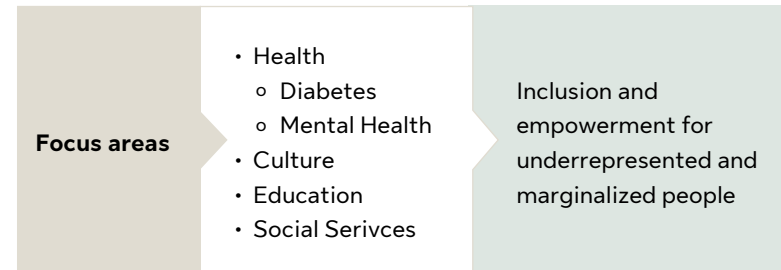 Focus areas
• Health
o Diabetes
o Mental Health
• Culture
• Education
• Social Serivces
Inclusion and
empowerment for
underrepresented and
marginalized people